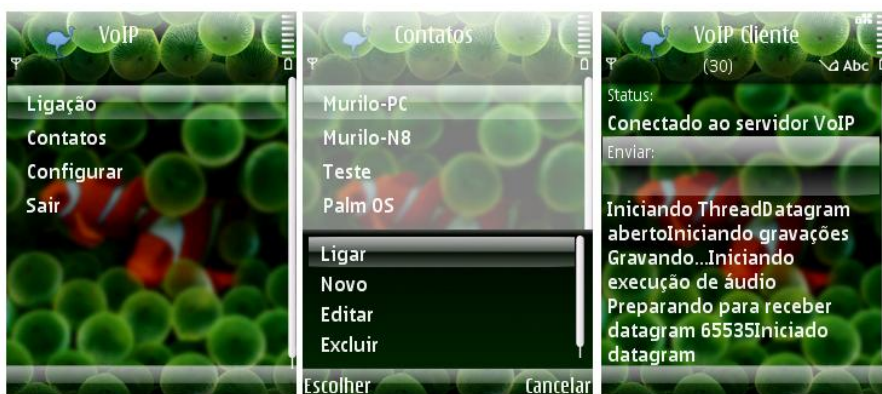 VoIP
Ligação
Contatos
Configurar
Sair
Contatos
Murilo-PC
Murilo-N8
Teste
Palm OS
Ligar
Novo
Editar
Excluir
Escolher Cancelar
VoIP Cliente
(30) Abc
Status:
Conectado ao servidor VoIP
Enviar:
Iniciando ThreadDatagram
abertoIniciando gravações
Gravando...Iniciando
execução de áudio
Preparando para receber
datagram 65535Iniciado
datagram